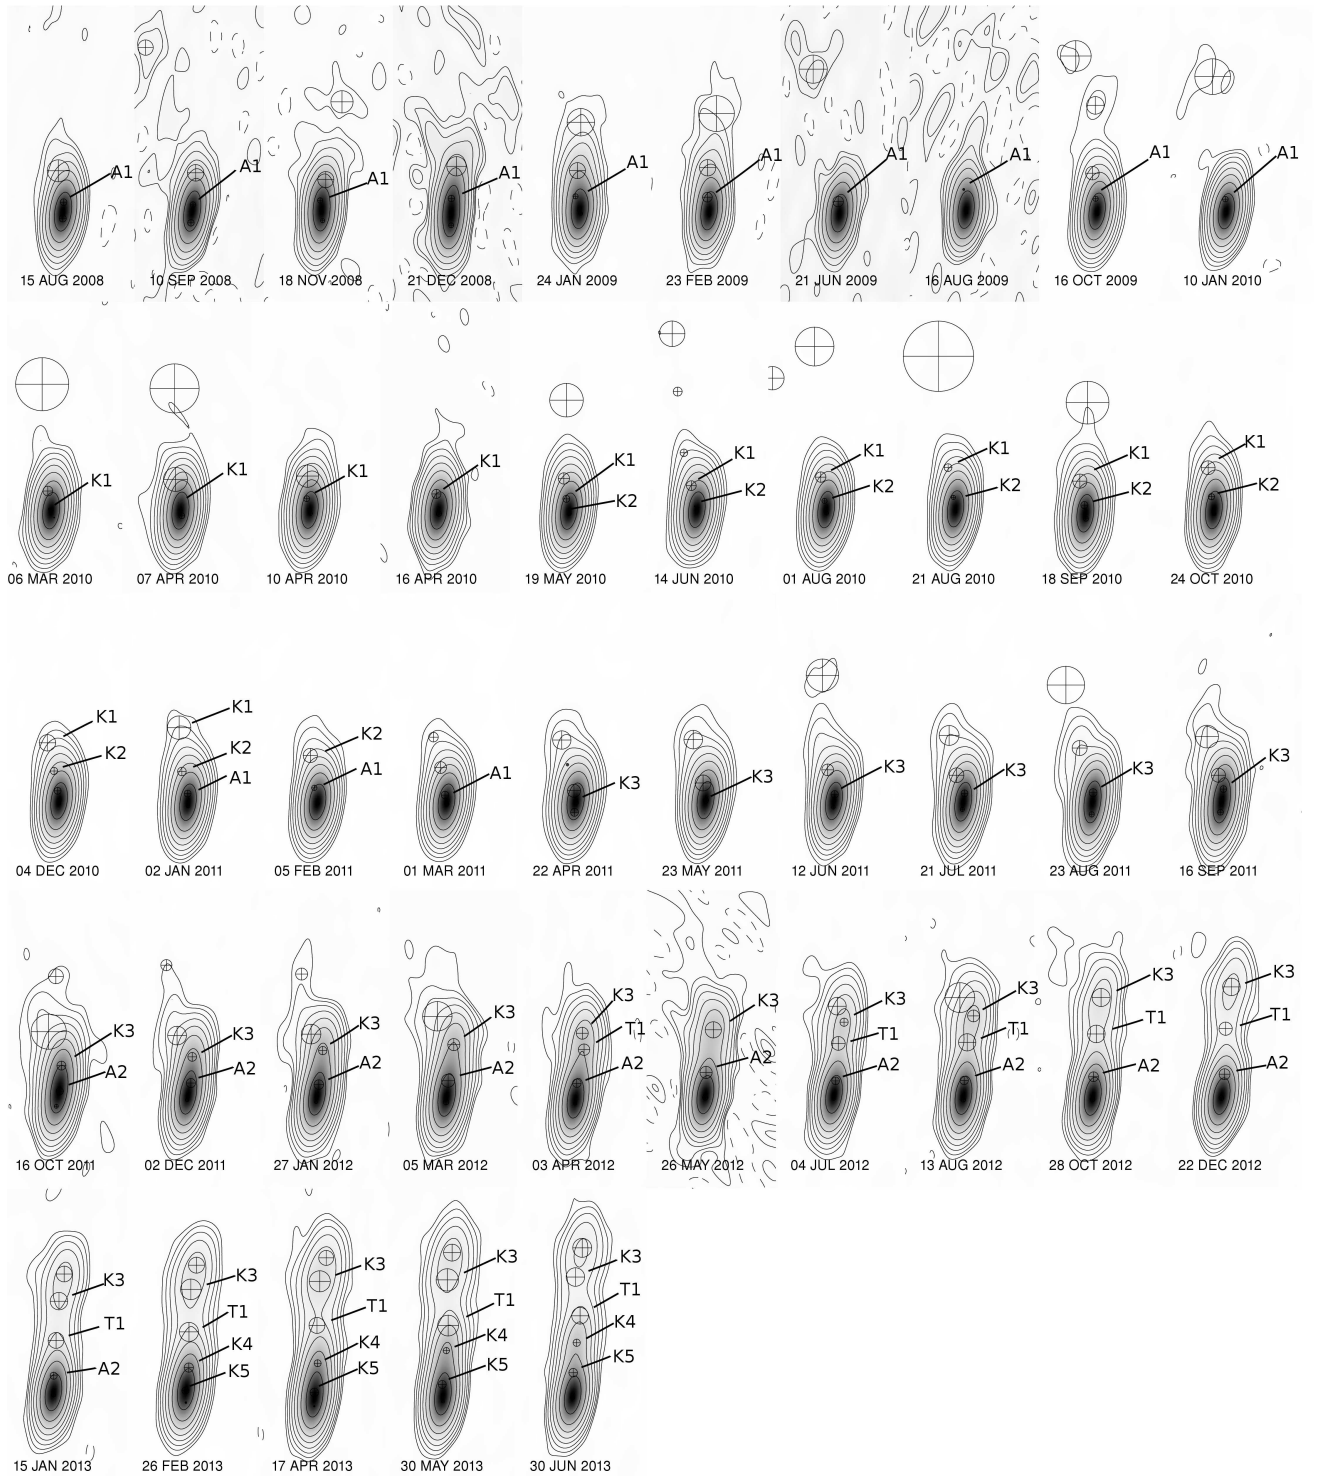 A1 A1 A1 A1 A1 A1 A1 A1 A1 A1
15 AUG 2008 10 SEP 2008 18 NOV 2008 21 DEC 2008 24 JAN 2009 23 FEB 2009 21 JUN 2009 16 AUG 2009 16 OCT 2009 10 JAN 2010
K1 K1 K1 K1 K1 K1 K1 K1 K1 K1
K2 K2 K2 K2 K2 K2
06 MAR 2010 07 APR 2010 10 APR 2010 16 APR 2010 19 MAY 2010 14 JUN 2010 01 AUG 2010 21 AUG 2010 18 SEP 2010 24 OCT 2010
K1 K1 K2 K3
K2 K2 A1 A1 K3 K3 K3 K3 K3
A1
04 DEC 2010 02 JAN 2011 05 FEB 2011 01 MAR 2011 22 APR 2011 23 MAY 2011 12 JUN 2011 21 JUL 2011 23 AUG 2011 16 SEP 2011
K3 K3 K3 K3 K3 K3 K3 K3 K3 K3
T1 T1 T1 T1 T1
A2 A2 A2 A2 A2 A2 A2 A2 A2 A2
16 OCT 2011 02 DEC 2011 27 JAN 2012 05 MAR 2012 03 APR 2012 26 MAY 2012 04 JUL 2012 13 AUG 2012 28 OCT 2012 22 DEC 2012
K3 K3 K3 K3 K3
T1 T1 T1 T1 T1
K4 K4 K4 K4
A2 K5 K5 K5 K5
15 JAN 2013 26 FEB 2013 17 APR 2013 30 MAY 2013 30 JUN 2013